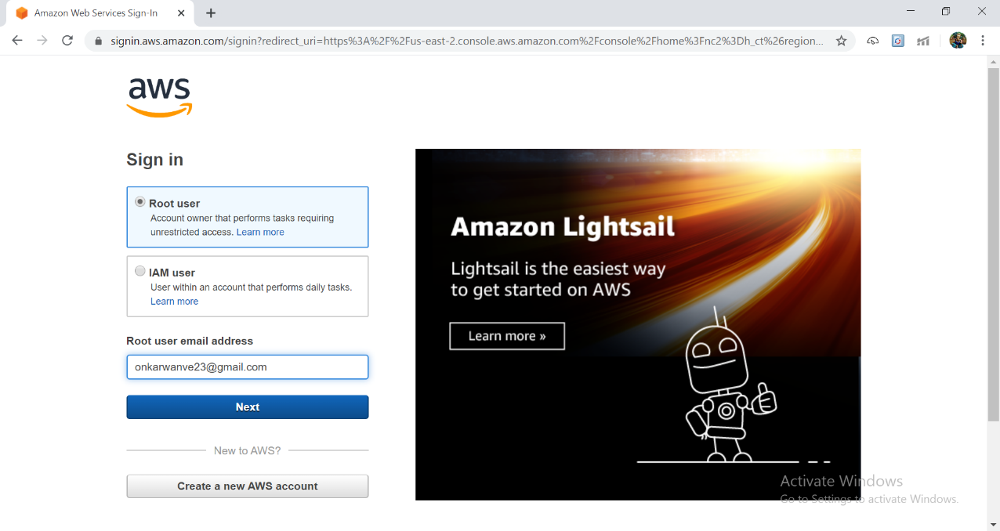 Amazon Web Services Sign-In
signin.aws.amazon.com/signin?redirect_uri=https%3A%2F%2Fus-east-2.console.aws.amazon.com%2Fconsole%2Fhome%3Fnc2%3Dh_ct%26region...
aws
Sign in
Root user
Account owner that performs tasks requiring
unrestricted access. Learn more
IAM user
User within an account that performs daily tasks.
Learn more
Root user email address
onkarwanve23@gmail.com
Next
New to AWS?
Create a new AWS account
Amazon Lightsail
Lightsail is the easiest way
to get started on AWS
Learn more »
Activate Windows
Go to Settings to activate Windows.